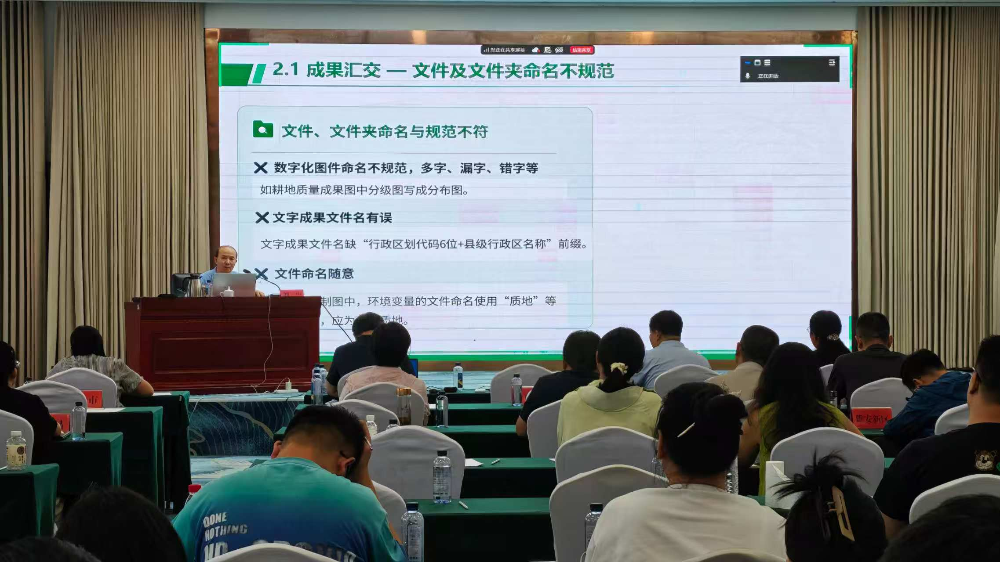 您正在共享屏幕
结束共享
2.1 成果汇交 — 文件及文件夹命名不规范
正在讲话:
文件、文件夹命名与规范不符
数字化图件命名不规范，多字、漏字、错字等
如耕地质量成果图中分级图写成分布图。
文字成果文件名有误
文字成果文件名缺“行政区划代码6位+县级行政区名称”前缀。
文件命名随意
制图中，环境变量的文件命名使用“质地”等
，应为 质地。
市
雄安新区
DONE
NOTHING